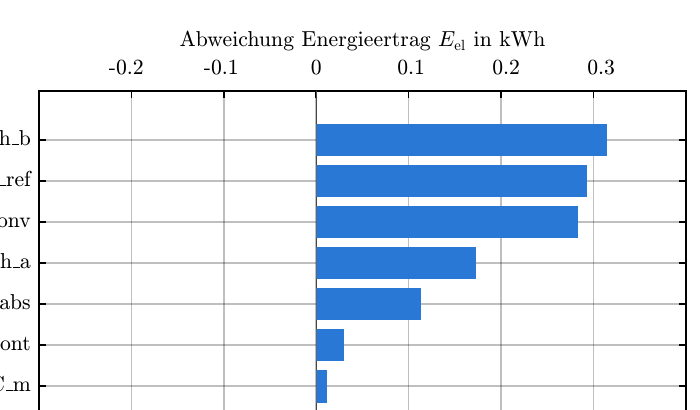 Abweichung Energieertrag E_el in kWh
-0.2 -0.1 0 0.1 0.2 0.3
h_b
_ref
onv
h_a
abs
ont
C_m